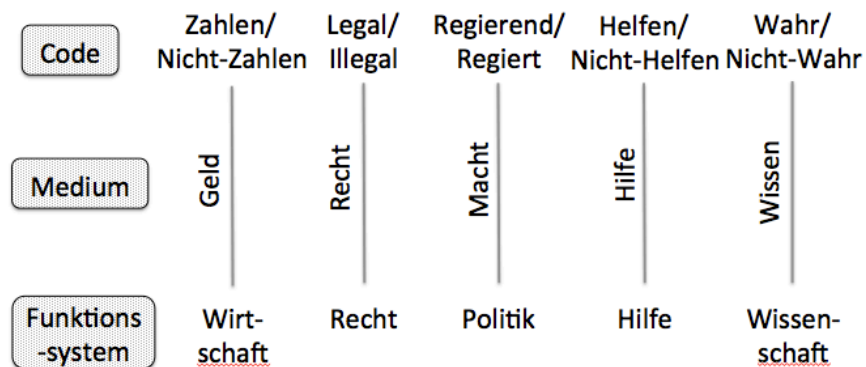 Code
Zahlen/
Nicht-Zahlen
Legal/
Illegal
Regierend/
Regiert
Helfen/
Nicht-Helfen
Wahr/
Nicht-Wahr
Medium
Geld
Recht
Macht
Hilfe
Wissen
Funktions
-system
Wirt-
schaft
Recht
Politik
Hilfe
Wissen-
schaft